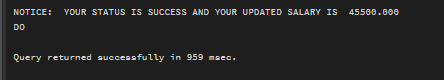 NOTICE:  YOUR STATUS IS SUCCESS AND YOUR UPDATED SALARY IS  45500.000
DO
Query returned successfully in 959 msec.